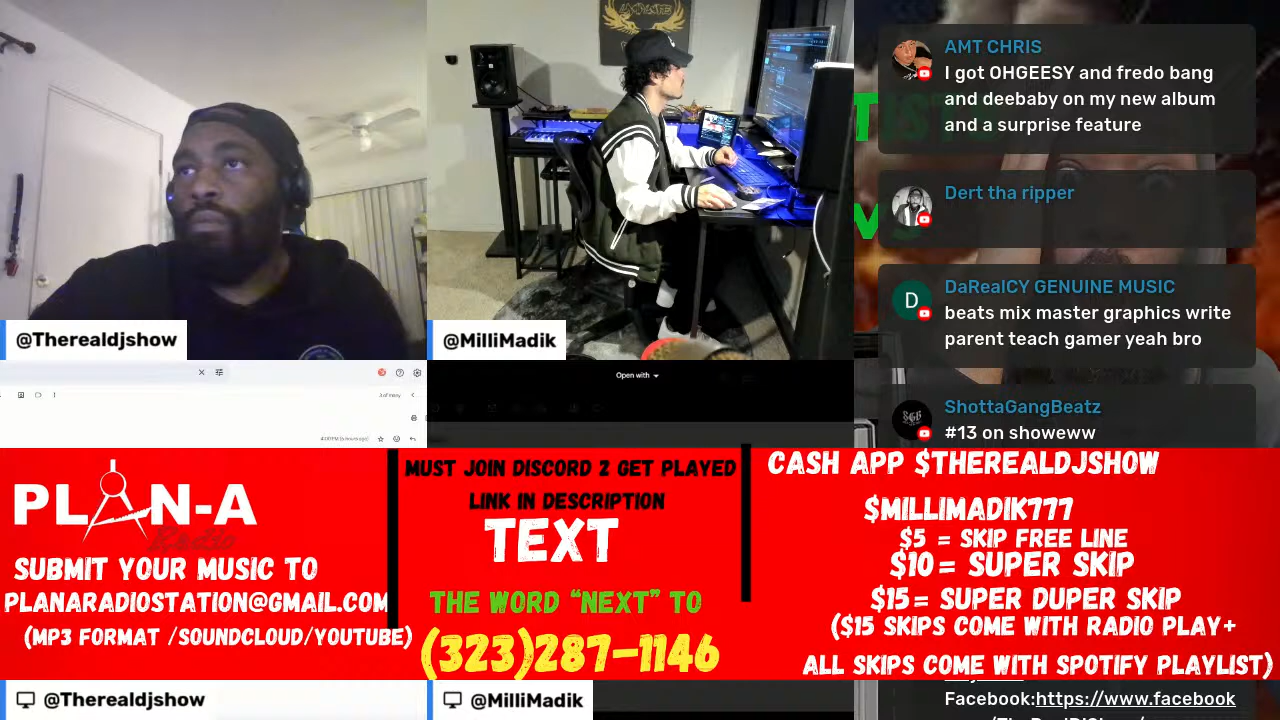 @Therealdjshow
@MilliMadik
AMT CHRIS
I got OHGEESY and fredo bang
and deebaby on my new album
and a surprise feature
Dert tha ripper
DaRealCY GENUINE MUSIC
beats mix master graphics write
parent teach gamer yeah bro
ShottaGangBeatz
#13 on showeww
Open with
PLAN-A
Radio
SUBMIT YOUR MUSIC TO
PLANARADIOSTATION@GMAIL.COM
(MP3 FORMAT /SOUNDCLOUD/YOUTUBE)
MUST JOIN DISCORD 2 GET PLAYED
LINK IN DESCRIPTION
TEXT
THE WORD “NEXT” TO
(323)287-1146
CASH APP $THEREALDJSHOW
$MILLIMADIK777
$5 = SKIP FREE LINE
$10 = SUPER SKIP
$15 = SUPER DUPER SKIP
($15 SKIPS COME WITH RADIO PLAY+
ALL SKIPS COME WITH SPOTIFY PLAYLIST)
@Therealdjshow
@MilliMadik
Facebook:https://www.facebook